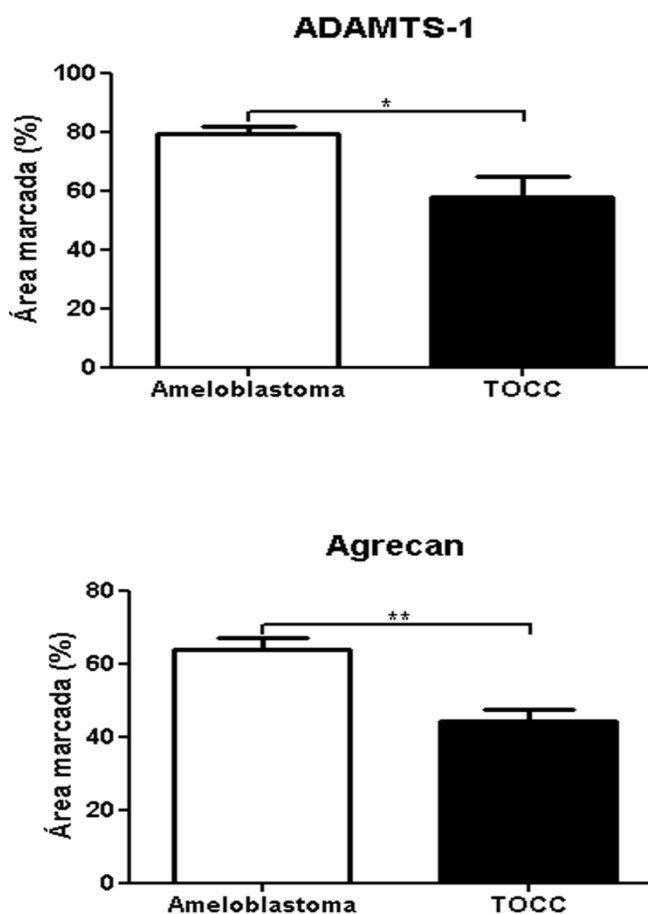 ADAMTS-1
Área marcada (%)
100
80
60
40
20
0
*
Ameloblastoma
TOCC
Agrecan
Área marcada (%)
80
60
40
20
0
**
Ameloblastoma
TOCC